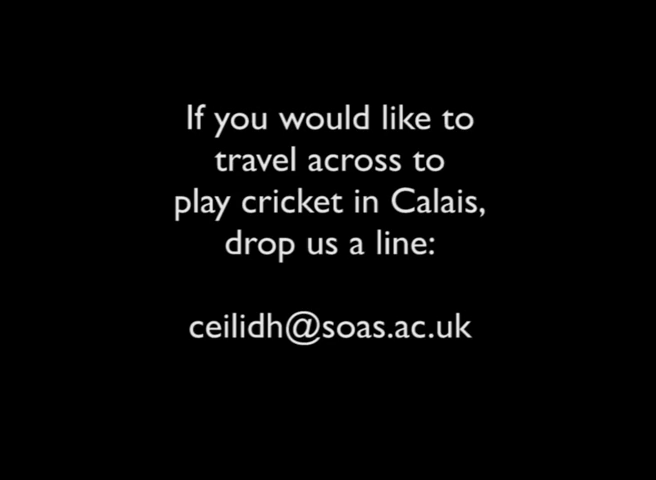 If you would like to
travel across to
play cricket in Calais,
drop us a line:
ceilidh@soas.ac.uk